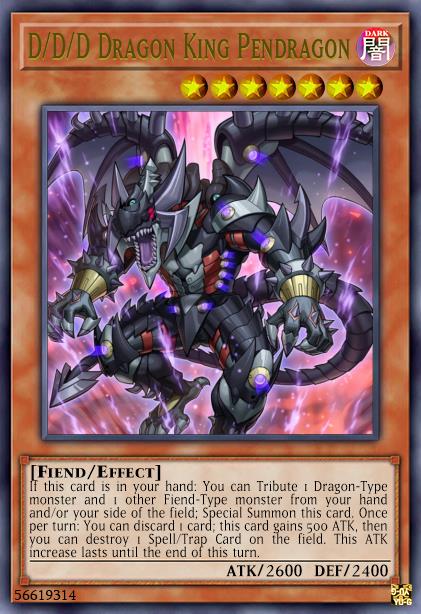 D/D/D Dragon King Pendragon
DARK
闇
[Fiend/Effect]
If this card is in your hand: You can Tribute 1 Dragon-Type
monster and 1 other Fiend-Type monster from your hand
and/or your side of the field; Special Summon this card. Once
per turn: You can discard 1 card; this card gains 500 ATK, then
you can destroy 1 Spell/Trap Card on the field. This ATK
increase lasts until the end of this turn.
ATK/2600 DEF/2400
56619314